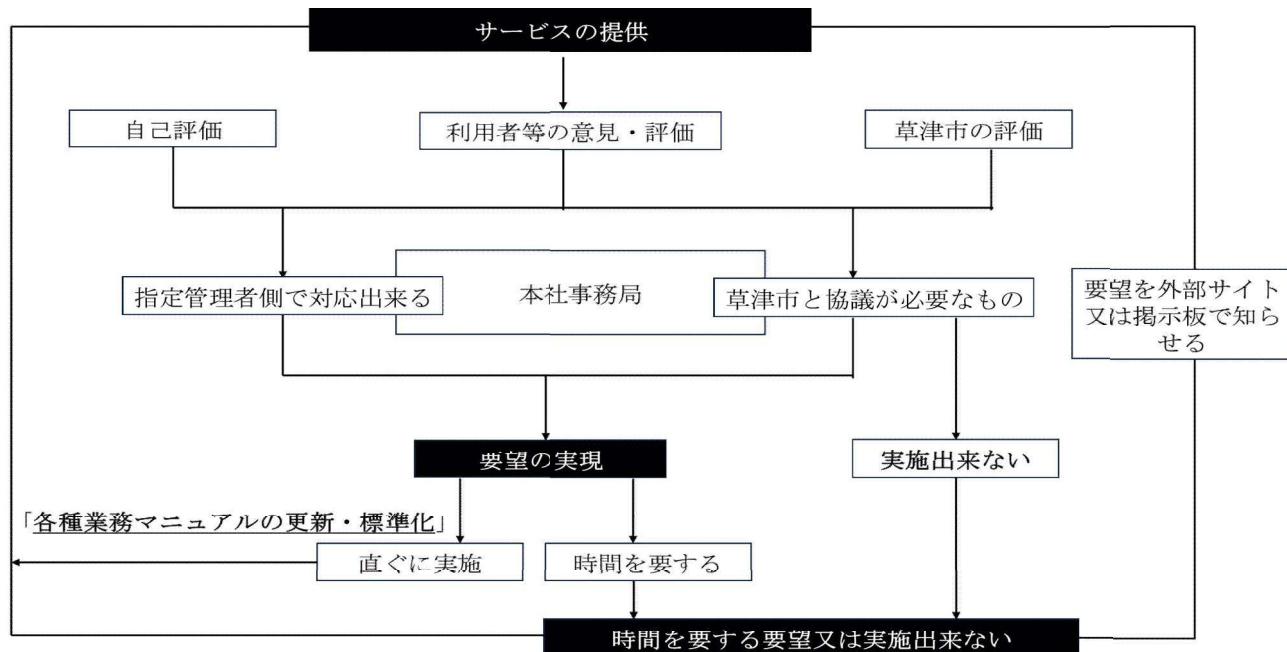 サービスの提供
自己評価
利用者等の意見・評価
草津市の評価
指定管理者側で対応出来る
本社事務局
草津市と協議が必要なもの
要望を外部サイト
又は掲示板で知ら
せる
要望の実現
実施出来ない
「各種業務マニュアルの更新・標準化」
直ぐに実施
時間を要する
時間を要する要望又は実施出来ない